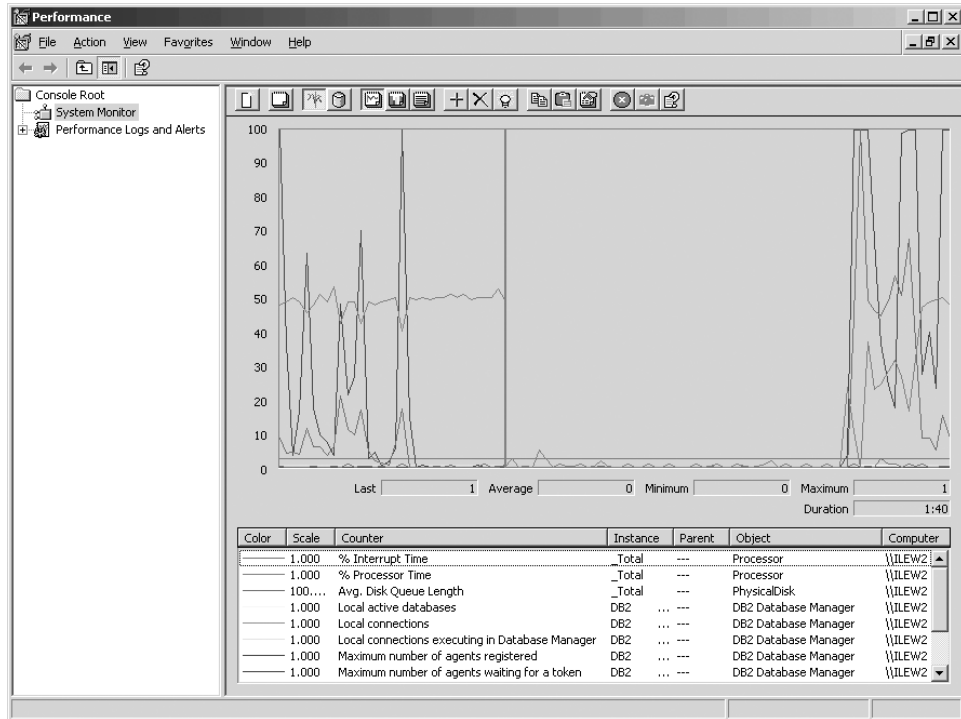 Performance
File Action View Favorites Window Help
Console Root
System Monitor
Performance Logs and Alerts
100
90
80
70
60
50
40
30
20
10
0
Last 1 Average 0 Minimum 0 Maximum 1
Duration 1:40
Color Scale Counter Instance Parent Object Computer
1.000 % Interrupt Time _Total --- Processor \\ILEW2
1.000 % Processor Time _Total --- Processor \\ILEW2
100.... Avg. Disk Queue Length _Total --- PhysicalDisk \\ILEW2
1.000 Local active databases DB2 ... --- DB2 Database Manager \\ILEW2
1.000 Local connections DB2 ... --- DB2 Database Manager \\ILEW2
1.000 Local connections executing in Database Manager DB2 ... --- DB2 Database Manager \\ILEW2
1.000 Maximum number of agents registered DB2 ... --- DB2 Database Manager \\ILEW2
1.000 Maximum number of agents waiting for a token DB2 ... --- DB2 Database Manager \\ILEW2